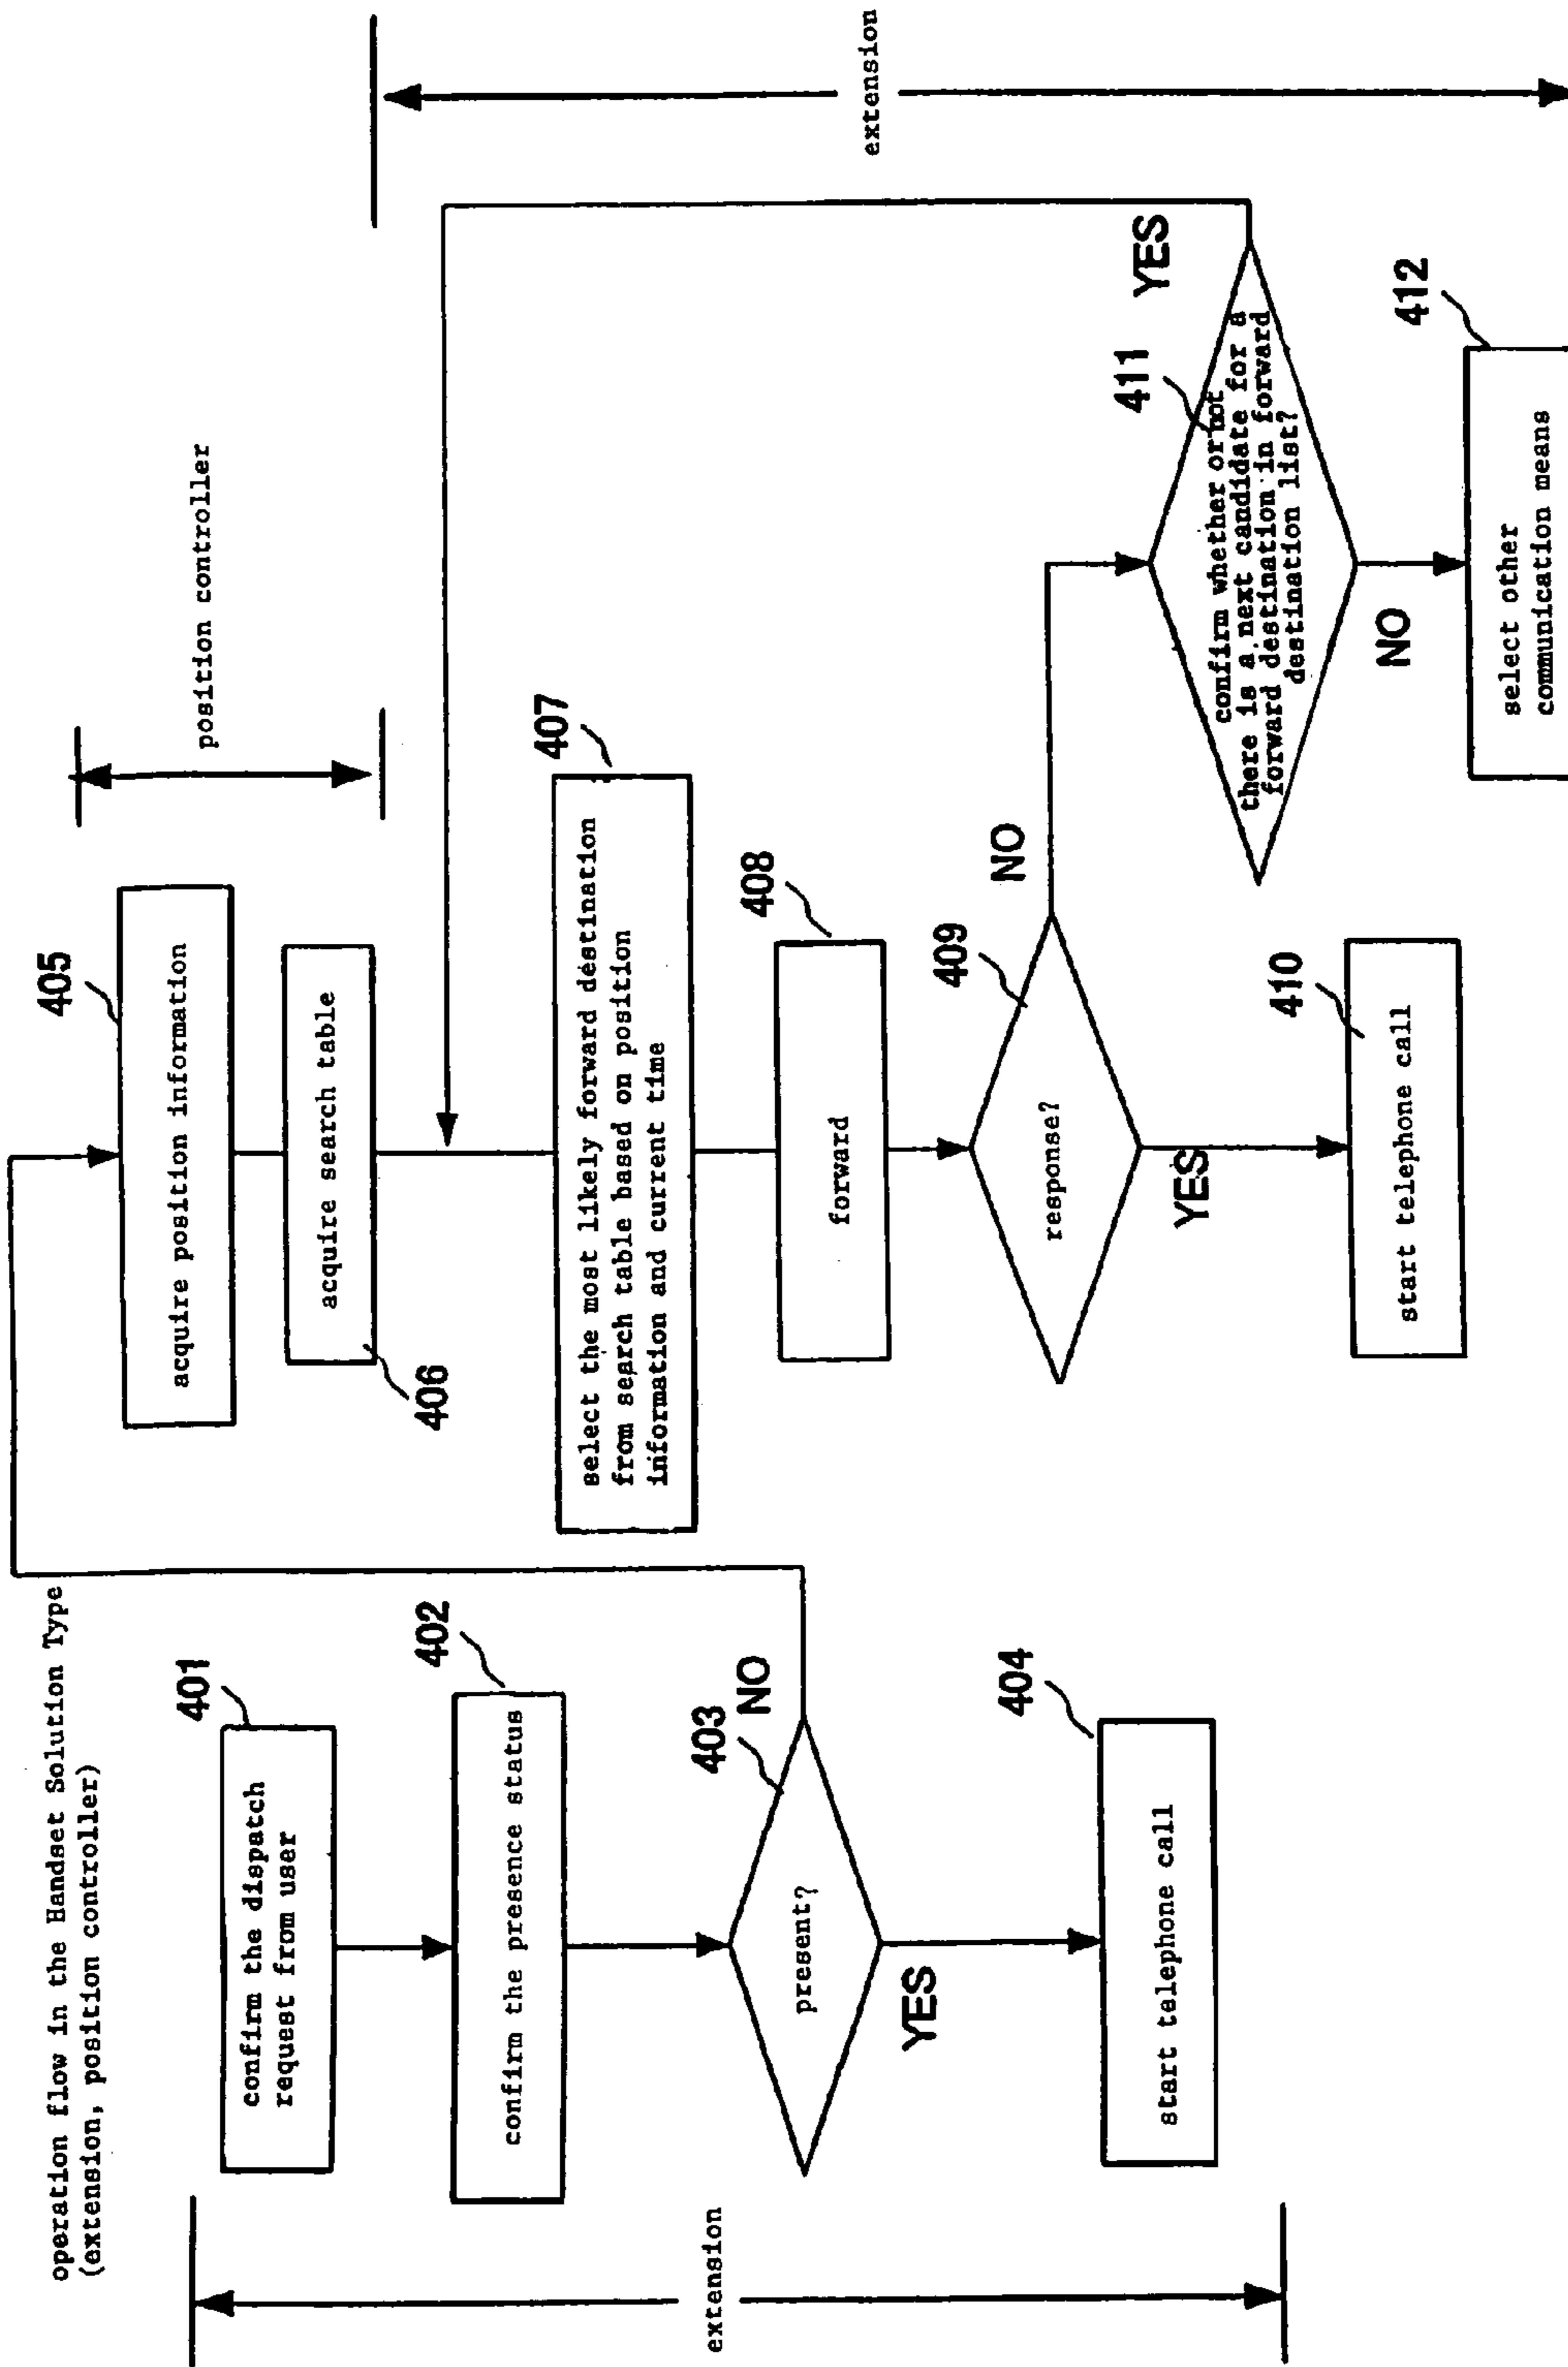 operation flow in the Handset Solution Type
(extension, position controller)
extension
401
confirm the dispatch
request from user
402
confirm the presence status
403
present?
NO
YES
404
start telephone call
405
acquire position information
406
acquire search table
position controller
407
select the most likely forward destination
from search table based on position
information and current time
408
forward
409
response?
NO
YES
410
start telephone call
411
confirm whether or not
there is a next candidate for a
forward destination in forward
destination list?
YES
NO
412
select other
communication means
extension